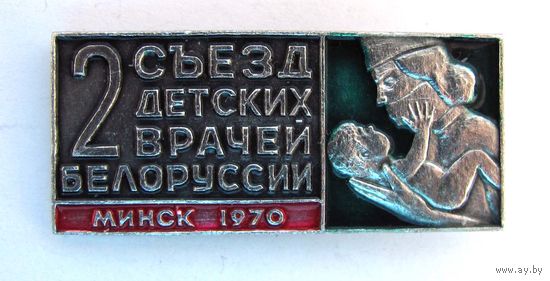 2 СЪЕЗД
ДЕТСКИХ
ВРАЧЕЙ
БЕЛОРУССИИ
МИНСК 1970
© www.ay.by